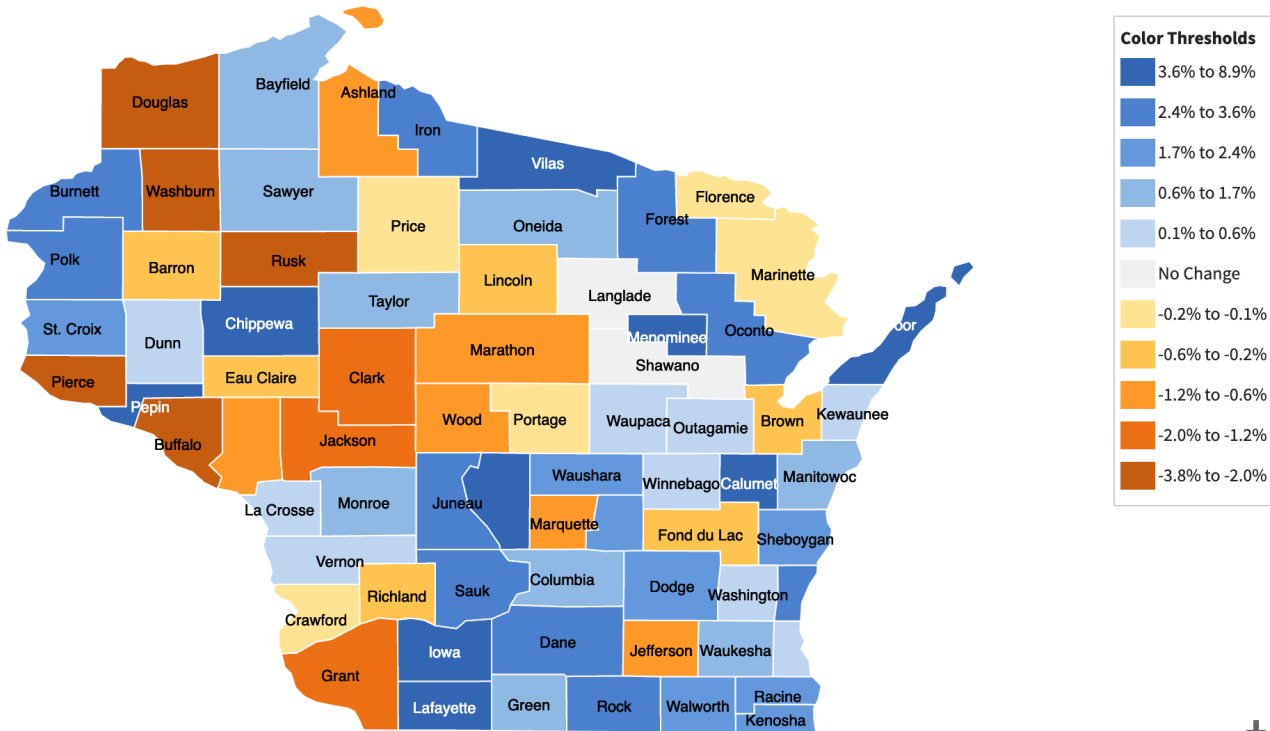 Color Thresholds
3.6% to 8.9%
2.4% to 3.6%
1.7% to 2.4%
0.6% to 1.7%
0.1% to 0.6%
No Change
-0.2% to -0.1%
-0.6% to -0.2%
-1.2% to -0.6%
-2.0% to -1.2%
-3.8% to -2.0%
Bayfield
Ashland
Douglas
Iron
Vilas
Burnett
Washburn
Sawyer
Florence
Price
Oneida
Forest
Polk
Barron
Rusk
Lincoln
Marinette
Langlade
Taylor
St. Croix
Chippewa
Oconto
oor
Dunn
Menominee
Marathon
Shawano
Pierce
Eau Claire
Clark
Pepin
Wood
Portage
Waupaca
Outagamie
Brown
Kewaunee
Buffalo
Jackson
Waushara
Winnebago
Calumet
Manitowoc
Monroe
Juneau
La Crosse
Marquette
Fond du Lac
Sheboygan
Vernon
Columbia
Dodge
Washington
Richland
Sauk
Crawford
Iowa
Dane
Jefferson
Waukesha
Grant
Lafayette
Green
Rock
Walworth
Racine
Kenosha